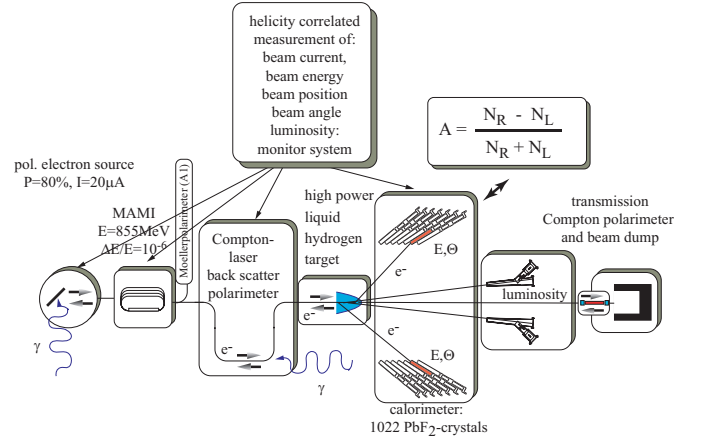 helicity correlated
measurement of:
beam current,
beam energy
beam position
beam angle
luminosity:
monitor system
A = N_R - N_L / N_R + N_L
pol. electron source
P=80%, I=20μA
MAMI
E=855MeV
ΔE/E=10⁻⁶
Moellerpolarimeter (A1)
Compton-
laser
back scatter
polarimeter
high power
liquid
hydrogen
target
transmission
Compton polarimeter
and beam dump
E,Θ
e⁻
luminosity
e⁻
e⁻
e⁻
E,Θ
γ
γ
calorimeter:
1022 PbF₂-crystals